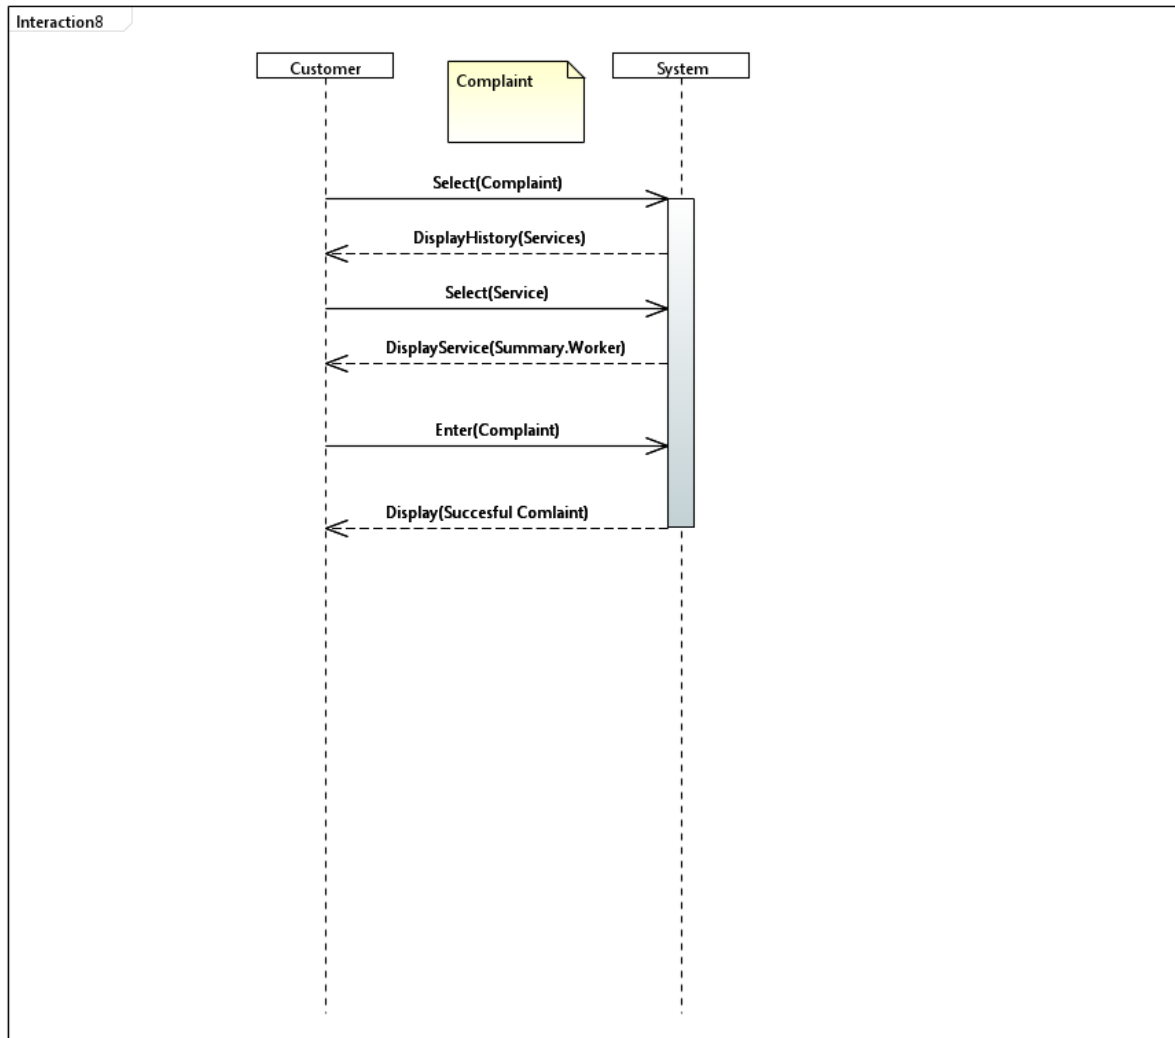 Interaction8
Customer
Complaint
System
Select(Complaint)
DisplayHistory(Services)
Select(Service)
DisplayService(Summary.Worker)
Enter(Complaint)
Display(Succesful Comlaint)